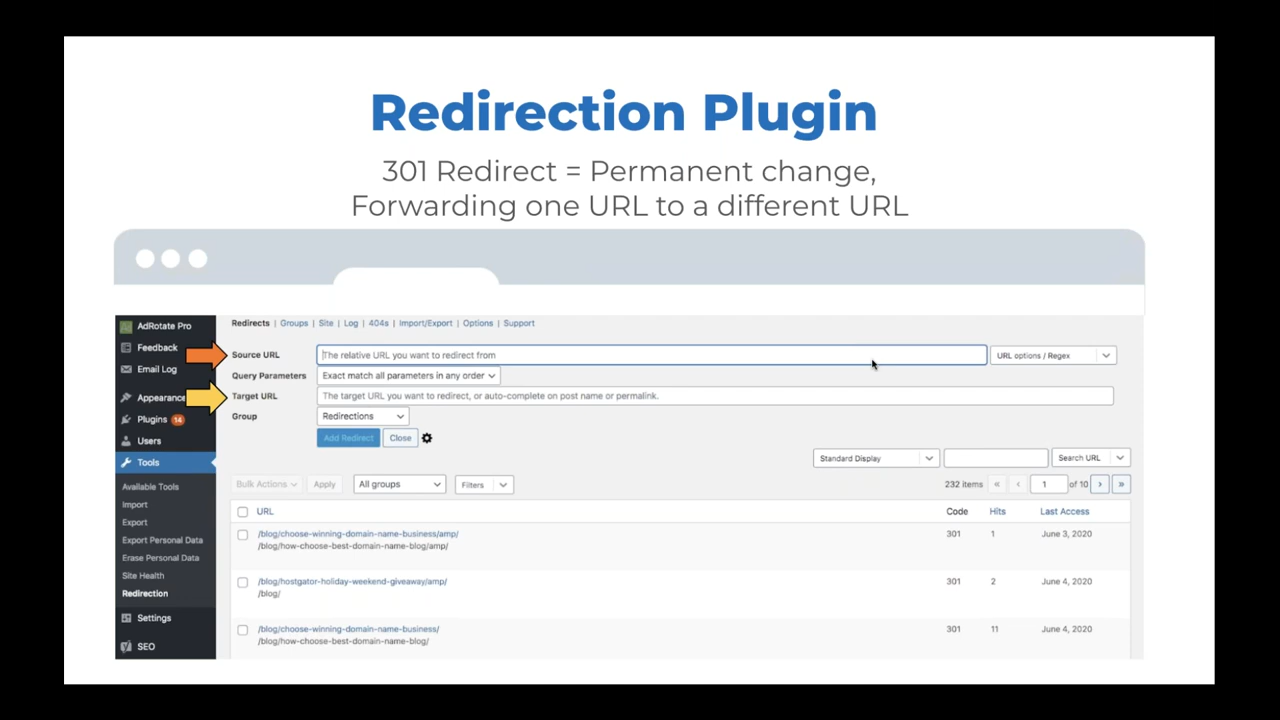 Redirection Plugin
301 Redirect = Permanent change,
Forwarding one URL to a different URL
AdRotate Pro
Feedback
Email Log
Appearance
Plugins 14
Users
Tools
Available Tools
Import
Export
Export Personal Data
Erase Personal Data
Site Health
Redirection
Settings
SEO
Redirects | Groups | Site | Log | 404s | Import/Export | Options | Support
Source URL The relative URL you want to redirect from URL options / Regex
Query Parameters Exact match all parameters in any order
Target URL The target URL you want to redirect, or auto-complete on post name or permalink.
Group Redirections
Add Redirect Close
Standard Display Search URL
Bulk Actions Apply All groups Filters 232 items « ‹ 1 of 10 › »
URL Code Hits Last Access
/blog/choose-winning-domain-name-business/amp/ 301 1 June 3, 2020
/blog/how-choose-best-domain-name-blog/amp/
/blog/hostgator-holiday-weekend-giveaway/amp/ 301 2 June 4, 2020
/blog/
/blog/choose-winning-domain-name-business/ 301 11 June 4, 2020
/blog/how-choose-best-domain-name-blog/